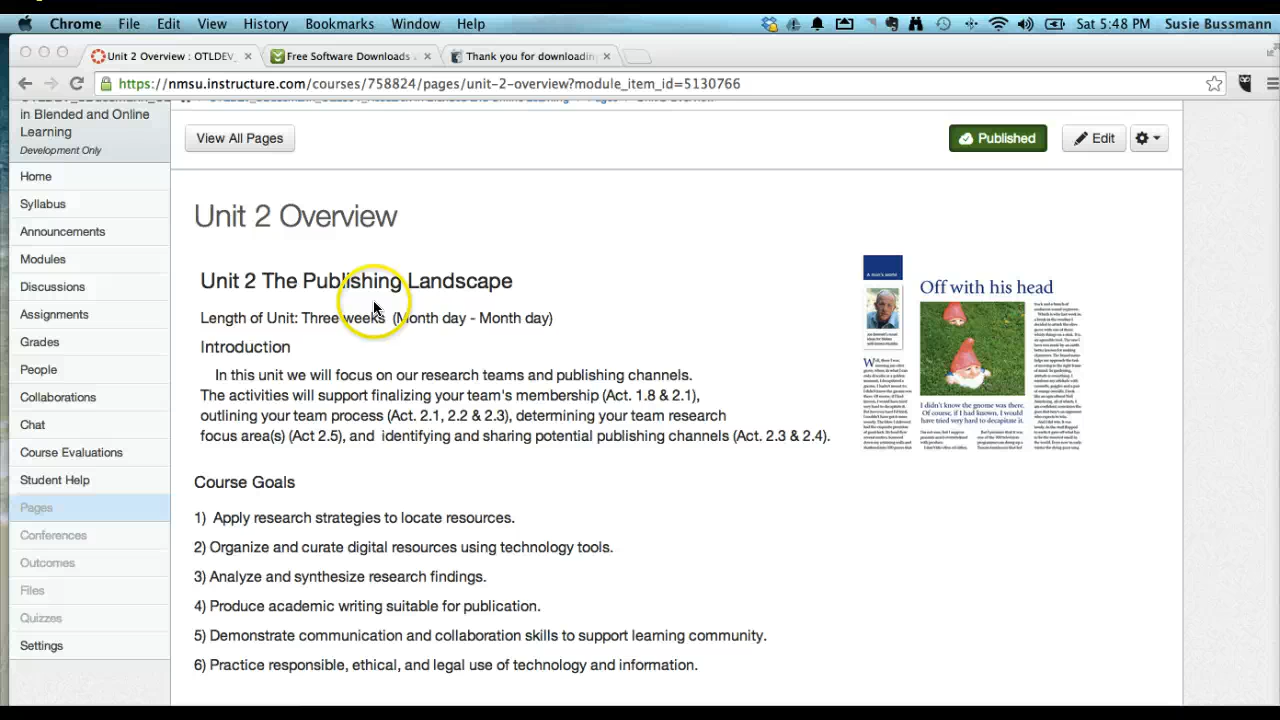 Chrome File Edit View History Bookmarks Window Help Sat 5:48 PM Susie Bussmann
Unit 2 Overview : OTLDEV_ Free Software Downloads Thank you for downloading
https://nmsu.instructure.com/courses/758824/pages/unit-2-overview?module_item_id=5130766
in Blended and Online
Learning
Development Only
View All Pages
Published
Edit
Home
Syllabus
Announcements
Modules
Discussions
Assignments
Grades
People
Collaborations
Chat
Course Evaluations
Student Help
Pages
Conferences
Outcomes
Files
Quizzes
Settings
Unit 2 Overview
Unit 2 The Publishing Landscape
Length of Unit: Three weeks (Month day - Month day)
Introduction
In this unit we will focus on our research teams and publishing channels.
The activities will support finalizing your team's membership (Act. 1.8 & 2.1),
outlining your team process (Act. 2.1, 2.2 & 2.3), determining your team research
focus area(s) (Act. 2.5), and identifying and sharing potential publishing channels (Act. 2.3 & 2.4).
Off with his head
I didn't know the gnome was there.
Of course, if I had known, I would
have tried very hard to decapitate it.
Course Goals
1) Apply research strategies to locate resources.
2) Organize and curate digital resources using technology tools.
3) Analyze and synthesize research findings.
4) Produce academic writing suitable for publication.
5) Demonstrate communication and collaboration skills to support learning community.
6) Practice responsible, ethical, and legal use of technology and information.